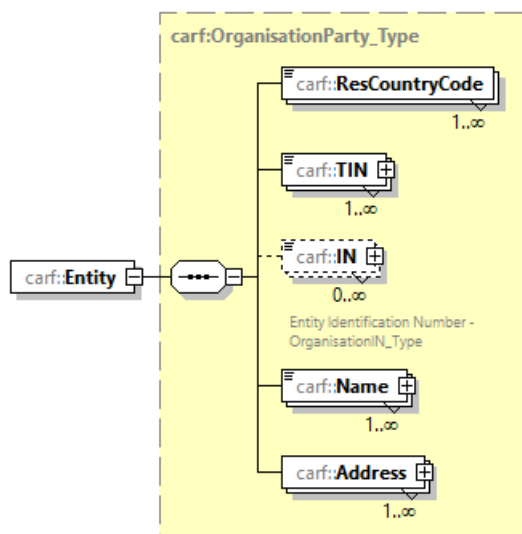 carf:OrganisationParty_Type
carf::ResCountryCode
1..∞
carf::TIN
1..∞
carf::IN
0..∞
Entity Identification Number -
OrganisationIN_Type
carf::Entity
carf::Name
1..∞
carf::Address
1..∞